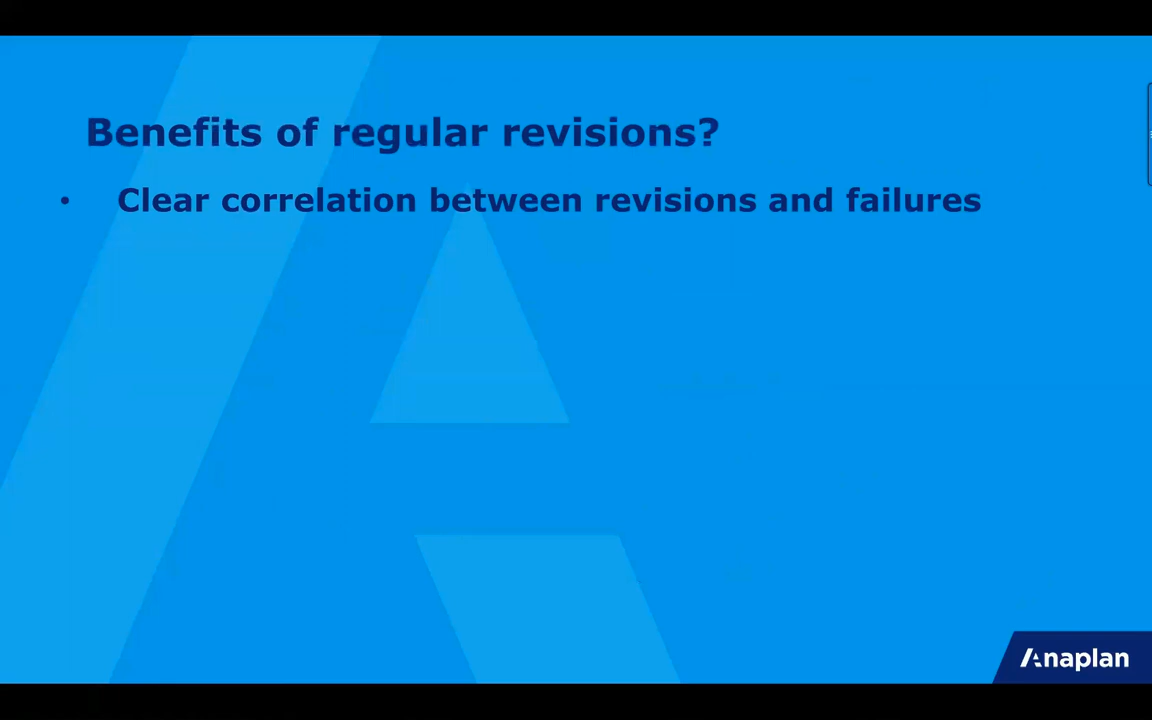 Benefits of regular revisions?
• Clear correlation between revisions and failures
Anaplan